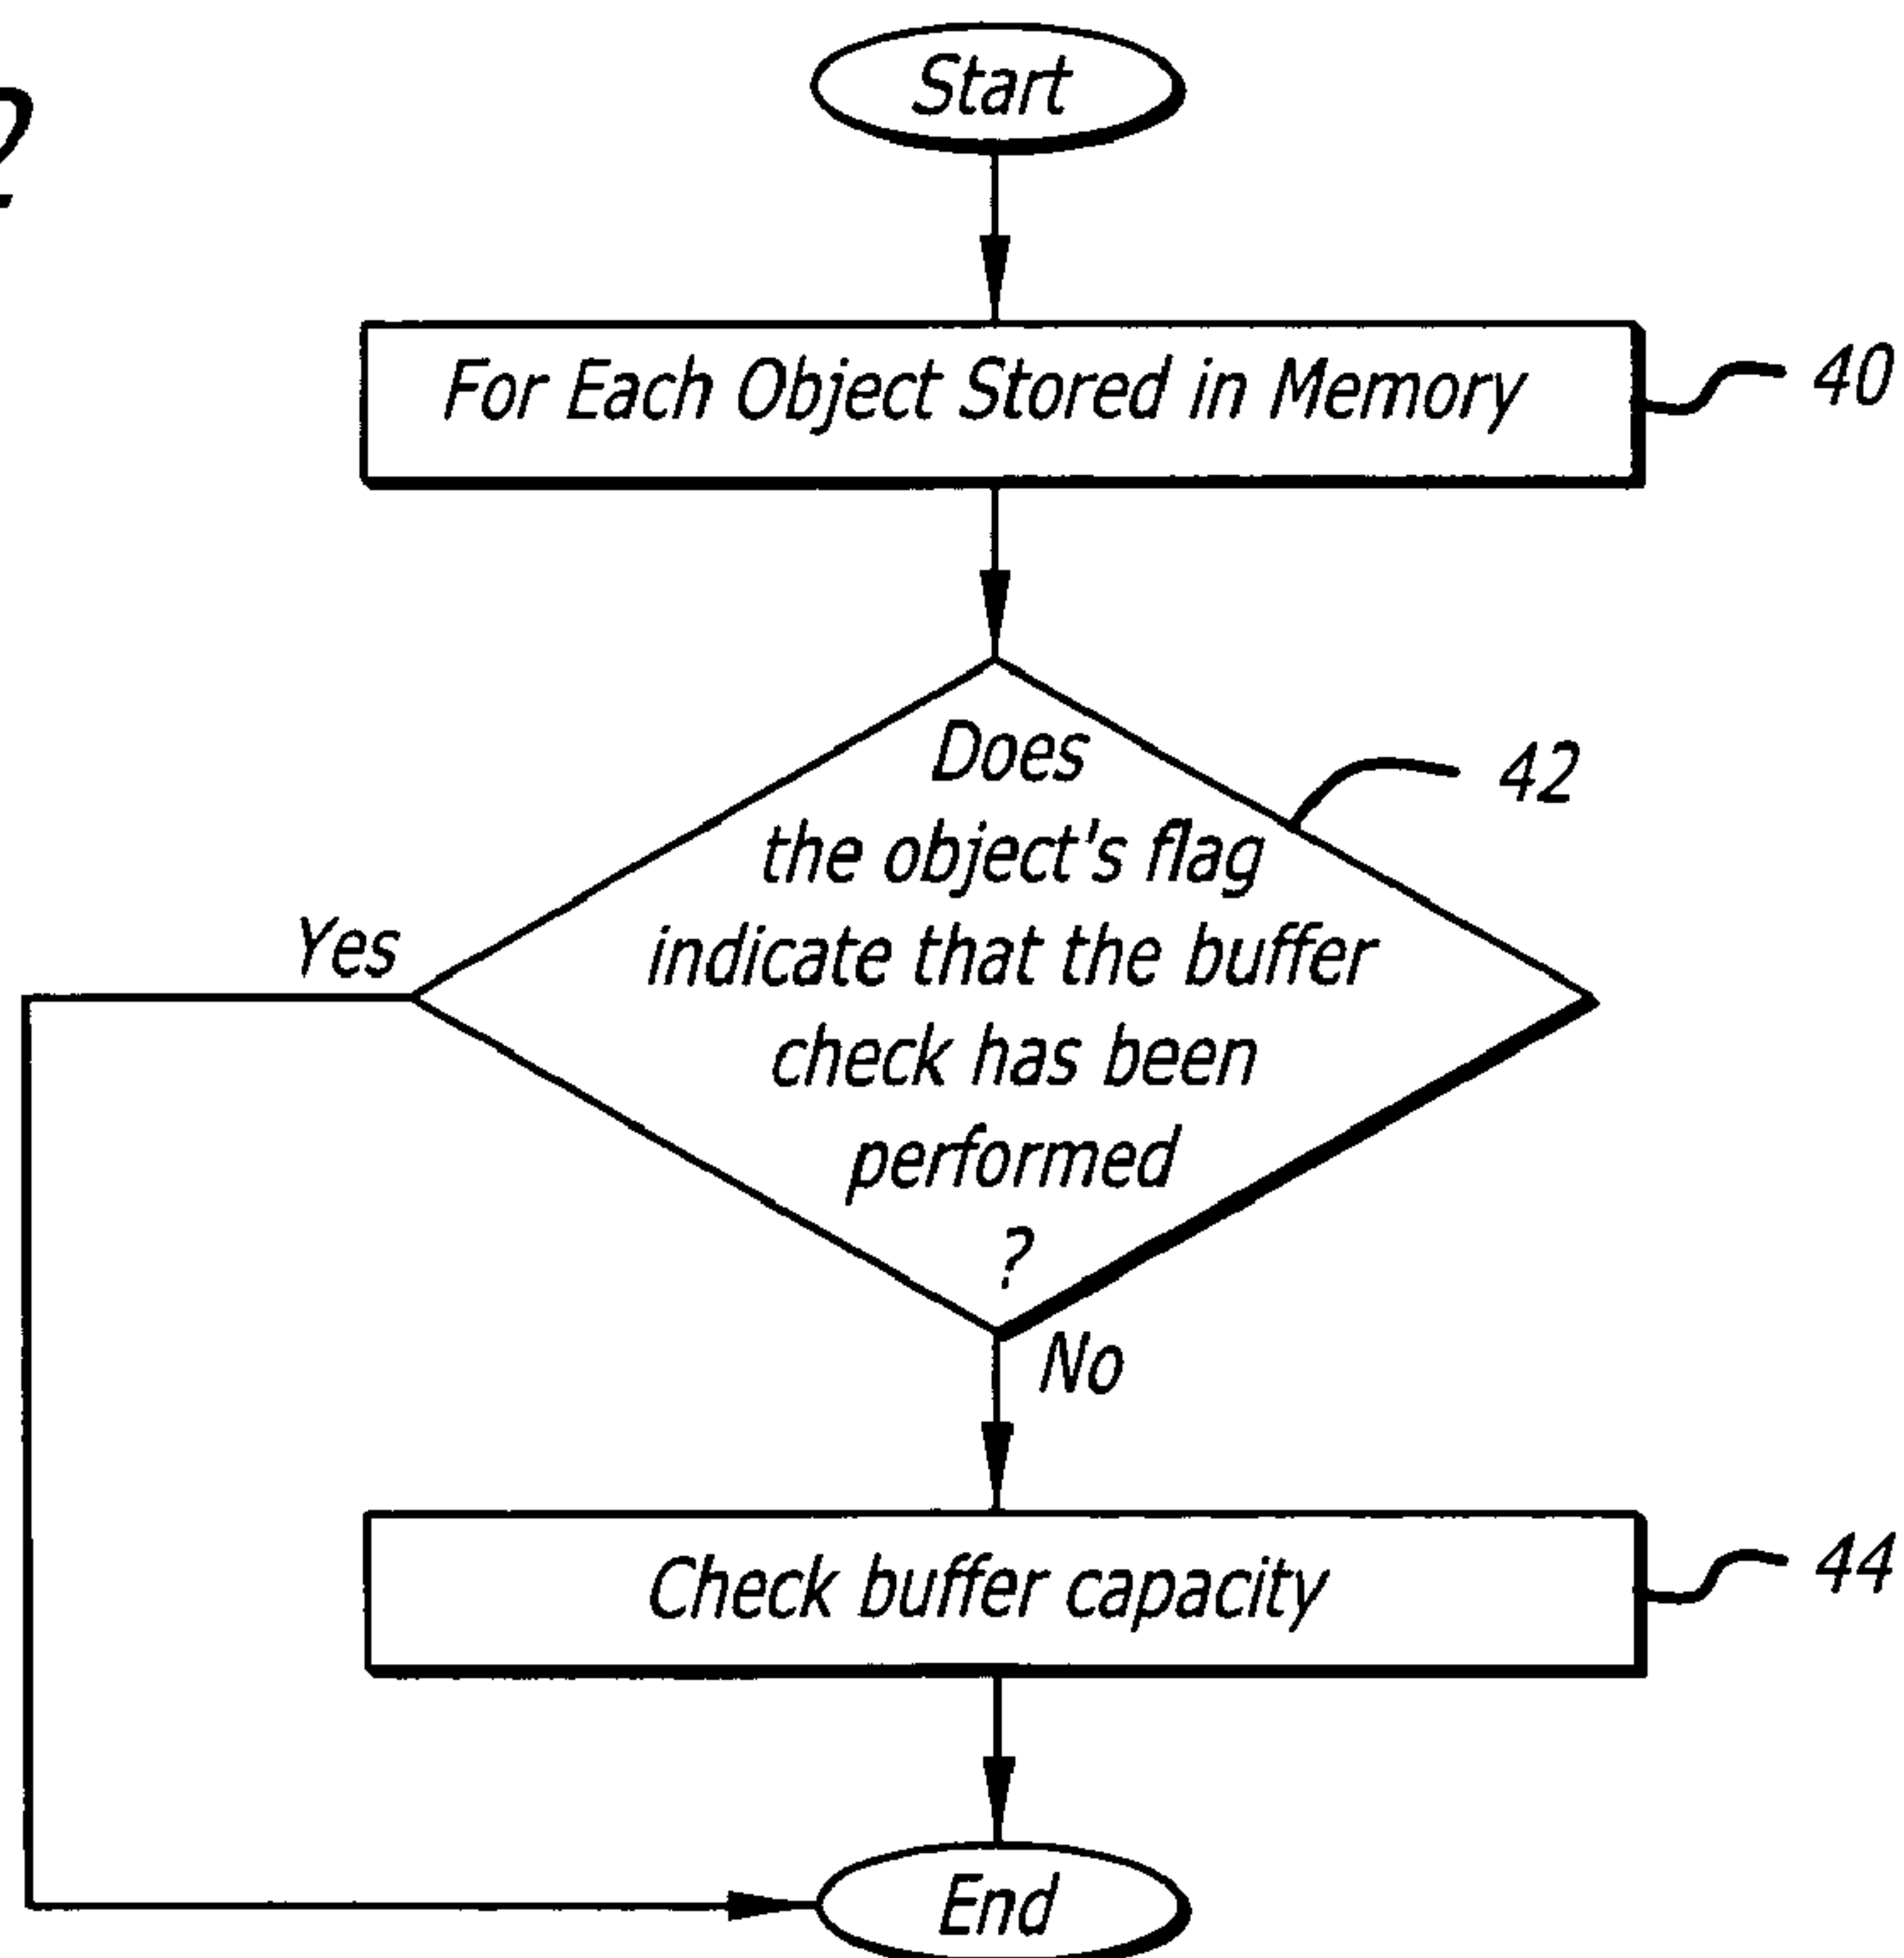 2
Start
For Each Object Stored in Memory
40
Does
the object's flag
indicate that the buffer
check has been
performed
?
42
Yes
No
Check buffer capacity
44
End